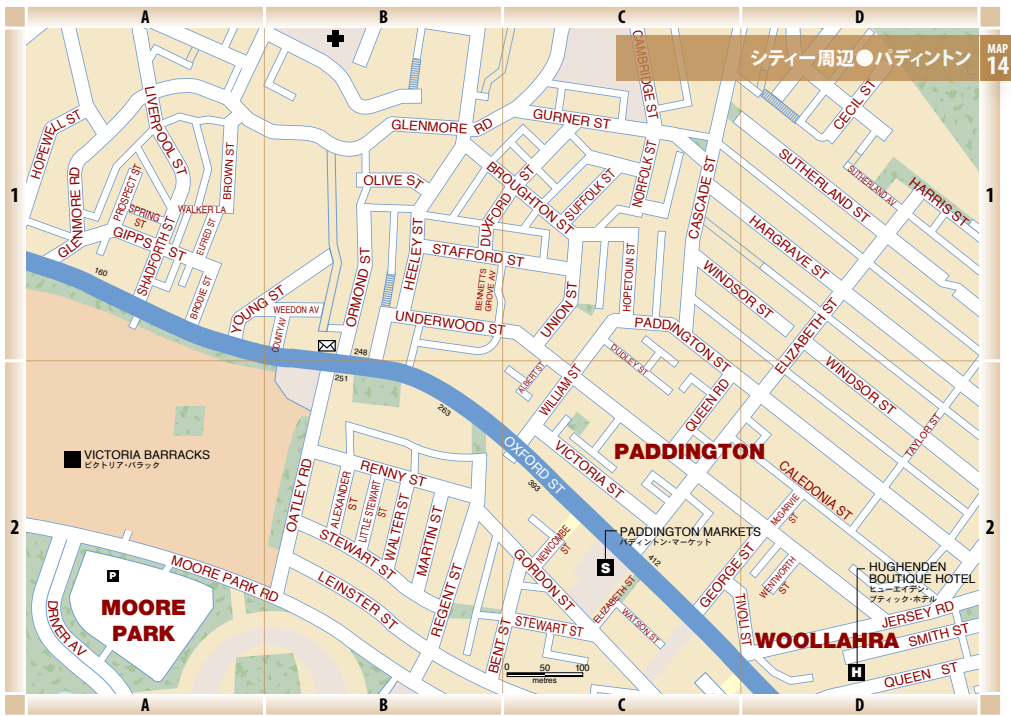 A
B
C
D
シティー周辺●パディントン
MAP
14
1
HOPEWELL ST
LIVERPOOL ST
GLENMORE RD
PROSPECT ST
SPRING ST
WALKER LA
BROWN ST
ELFRED ST
GIPPS ST
SHADFORTH ST
BRODIE ST
GLENMORE RD
OLIVE ST
ORMOND ST
HEELEY ST
STAFFORD ST
BENNETTS
GROVE AV
UNDERWOOD ST
YOUNG ST
WEEDON AV
COUNTY AV
CAMBRIDGE ST
GURNER ST
BROUGHTON ST
DUXFORD ST
SUFFOLK ST
NORFOLK ST
CASCADE ST
HOPETOUN ST
UNION ST
PADDINGTON ST
DUDLEY ST
CECIL ST
SUTHERLAND ST
SUTHERLAND AV
HARRIS ST
HARGRAVE ST
WINDSOR ST
ELIZABETH ST
1
160
248
251
263
393
412
2
VICTORIA BARRACKS
ビクトリア・バラック
P
MOORE
PARK
DRIVER AV
MOORE PARK RD
OATLEY RD
RENNY ST
ALEXANDER
ST
LITTLE STEWART
ST
WALTER ST
MARTIN ST
STEWART ST
LEINSTER ST
REGENT ST
BENT ST
ALBERT ST
WILLIAM ST
OXFORD ST
VICTORIA ST
QUEEN RD
PADDINGTON
NEWCOMBE
ST
GORDON ST
PADDINGTON MARKETS
パディントン・マーケット
S
ELIZABETH ST
WATSON ST
STEWART ST
0 50 100
metres
WINDSOR ST
TAYLOR ST
CALEDONIA ST
McGARVIE
ST
GEORGE ST
WENTWORTH
ST
TIVOLI ST
WOOLLAHRA
HUGHENDEN
BOUTIQUE HOTEL
ヒューエイデン・
ブティック・ホテル
JERSEY RD
SMITH ST
QUEEN ST
H
2
A
B
C
D